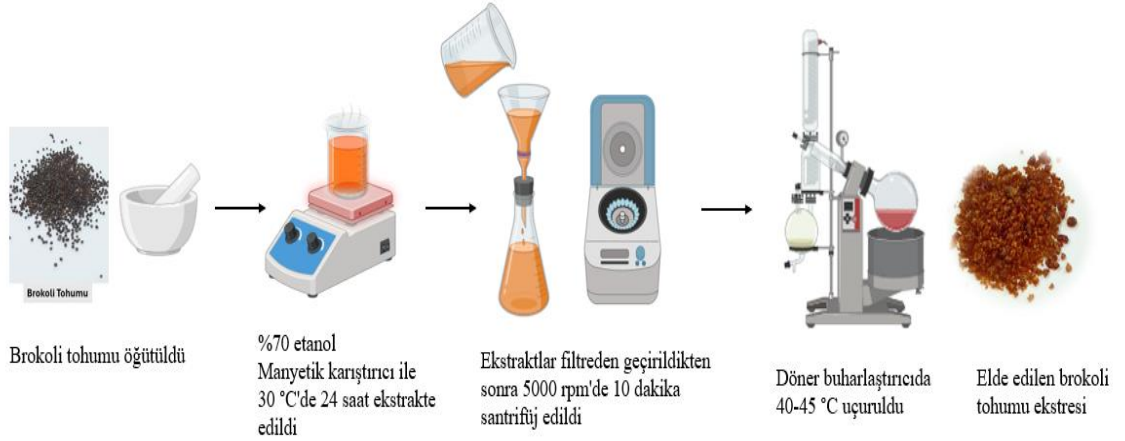 Brokoli Tohumu
Brokoli tohumu öğütüldü
%70 etanol
Manyetik karıştırıcı ile
30 °C'de 24 saat ekstrakte
edildi
Ekstraktlar filtreden geçirildikten
sonra 5000 rpm'de 10 dakika
santrifüj edildi
Döner buharlaştırıcıda
40-45 °C uçuruldu
Elde edilen brokoli
tohumu ekstresi